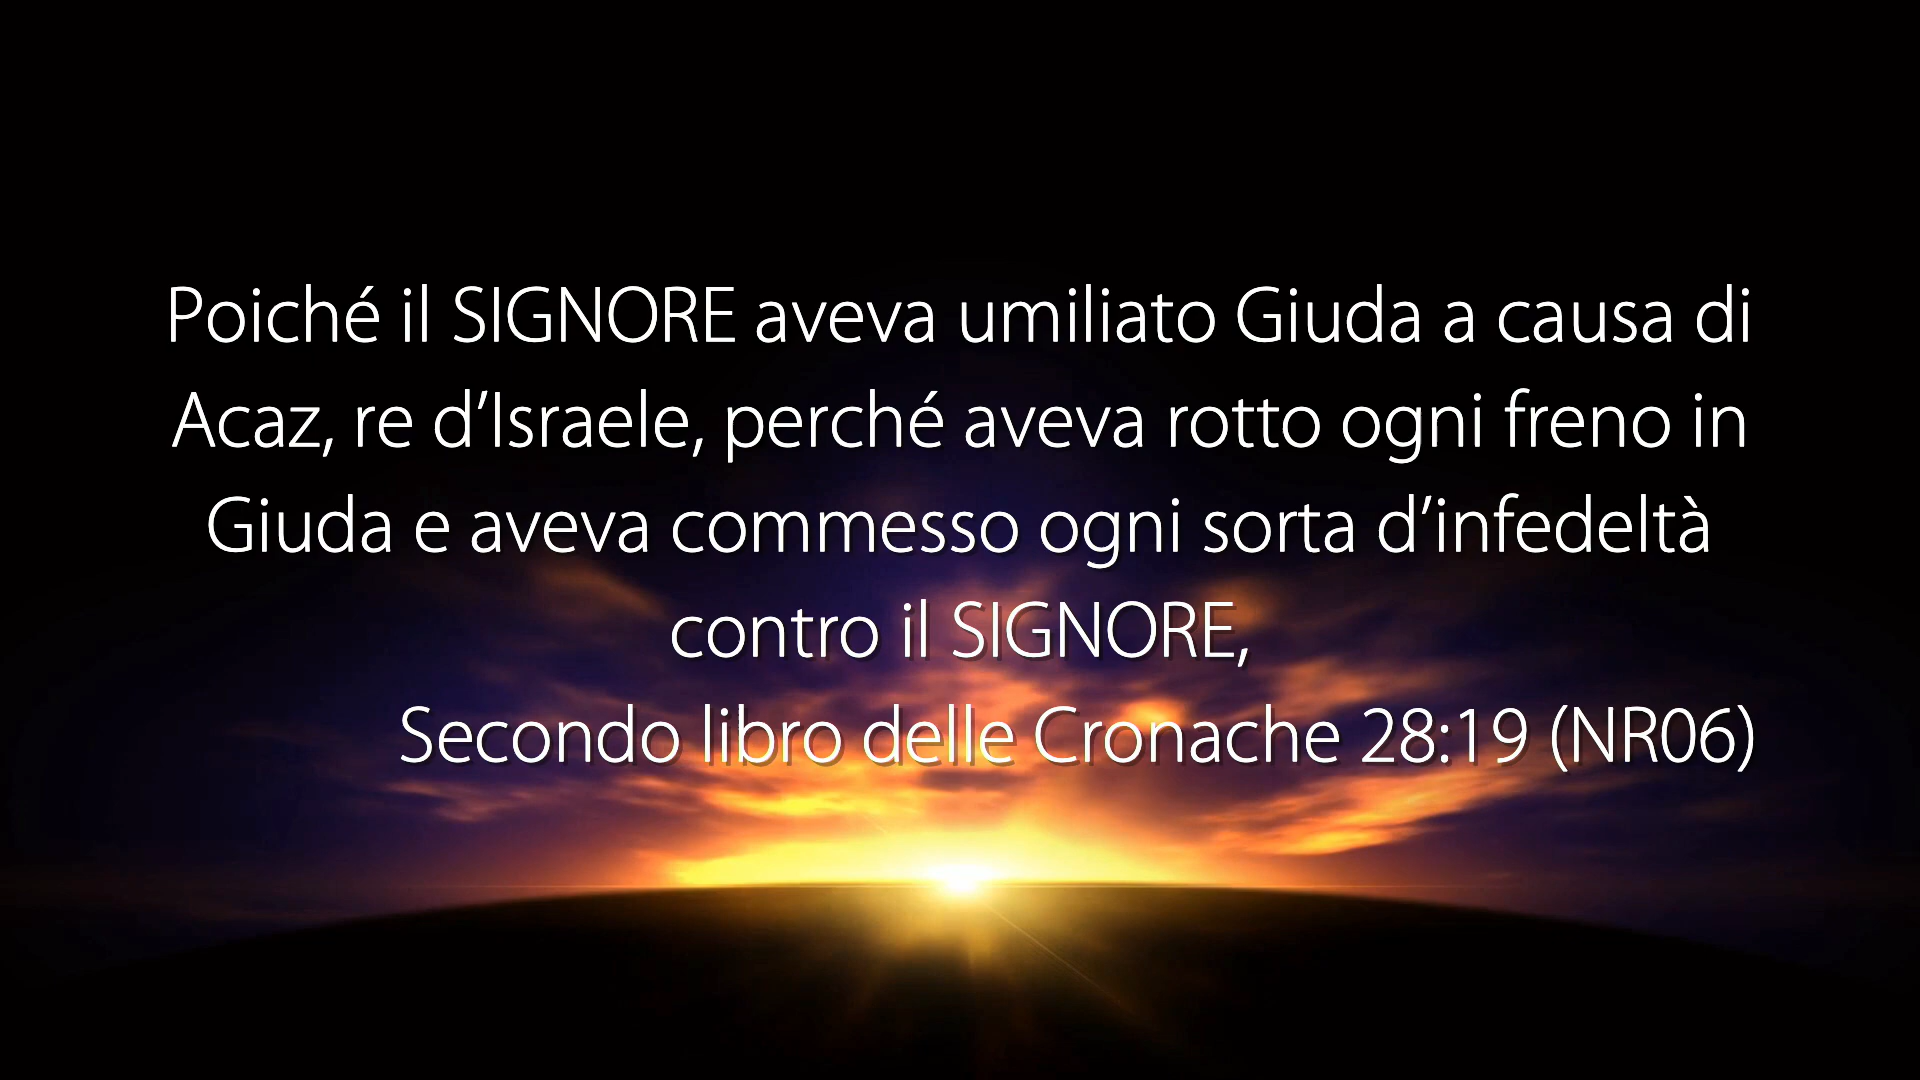 Poiché il SIGNORE aveva umiliato Giuda a causa di
Acaz, re d’Israele, perché aveva rotto ogni freno in
Giuda e aveva commesso ogni sorta d’infedeltà
contro il SIGNORE,
Secondo libro delle Cronache 28:19 (NR06)